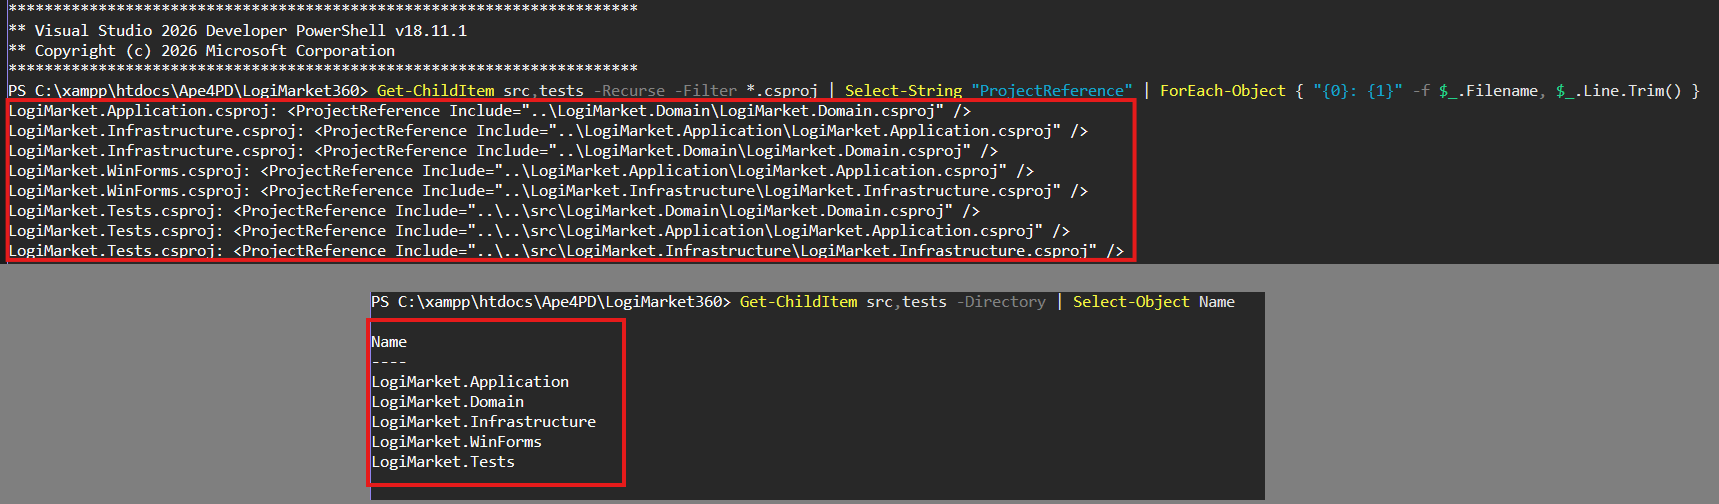 **********************************************************************
** Visual Studio 2026 Developer PowerShell v18.11.1
** Copyright (c) 2026 Microsoft Corporation
**********************************************************************
PS C:\xampp\htdocs\Ape4PD\LogiMarket360> Get-ChildItem src,tests -Recurse -Filter *.csproj | Select-String "ProjectReference" | ForEach-Object { "{0}: {1}" -f $_.Filename, $_.Line.Trim() }
LogiMarket.Application.csproj: <ProjectReference Include="..\LogiMarket.Domain\LogiMarket.Domain.csproj" />
LogiMarket.Infrastructure.csproj: <ProjectReference Include="..\LogiMarket.Application\LogiMarket.Application.csproj" />
LogiMarket.Infrastructure.csproj: <ProjectReference Include="..\LogiMarket.Domain\LogiMarket.Domain.csproj" />
LogiMarket.WinForms.csproj: <ProjectReference Include="..\LogiMarket.Application\LogiMarket.Application.csproj" />
LogiMarket.WinForms.csproj: <ProjectReference Include="..\LogiMarket.Infrastructure\LogiMarket.Infrastructure.csproj" />
LogiMarket.Tests.csproj: <ProjectReference Include="..\..\src\LogiMarket.Domain\LogiMarket.Domain.csproj" />
LogiMarket.Tests.csproj: <ProjectReference Include="..\..\src\LogiMarket.Application\LogiMarket.Application.csproj" />
LogiMarket.Tests.csproj: <ProjectReference Include="..\..\src\LogiMarket.Infrastructure\LogiMarket.Infrastructure.csproj" />
PS C:\xampp\htdocs\Ape4PD\LogiMarket360> Get-ChildItem src,tests -Directory | Select-Object Name
Name
----
LogiMarket.Application
LogiMarket.Domain
LogiMarket.Infrastructure
LogiMarket.WinForms
LogiMarket.Tests